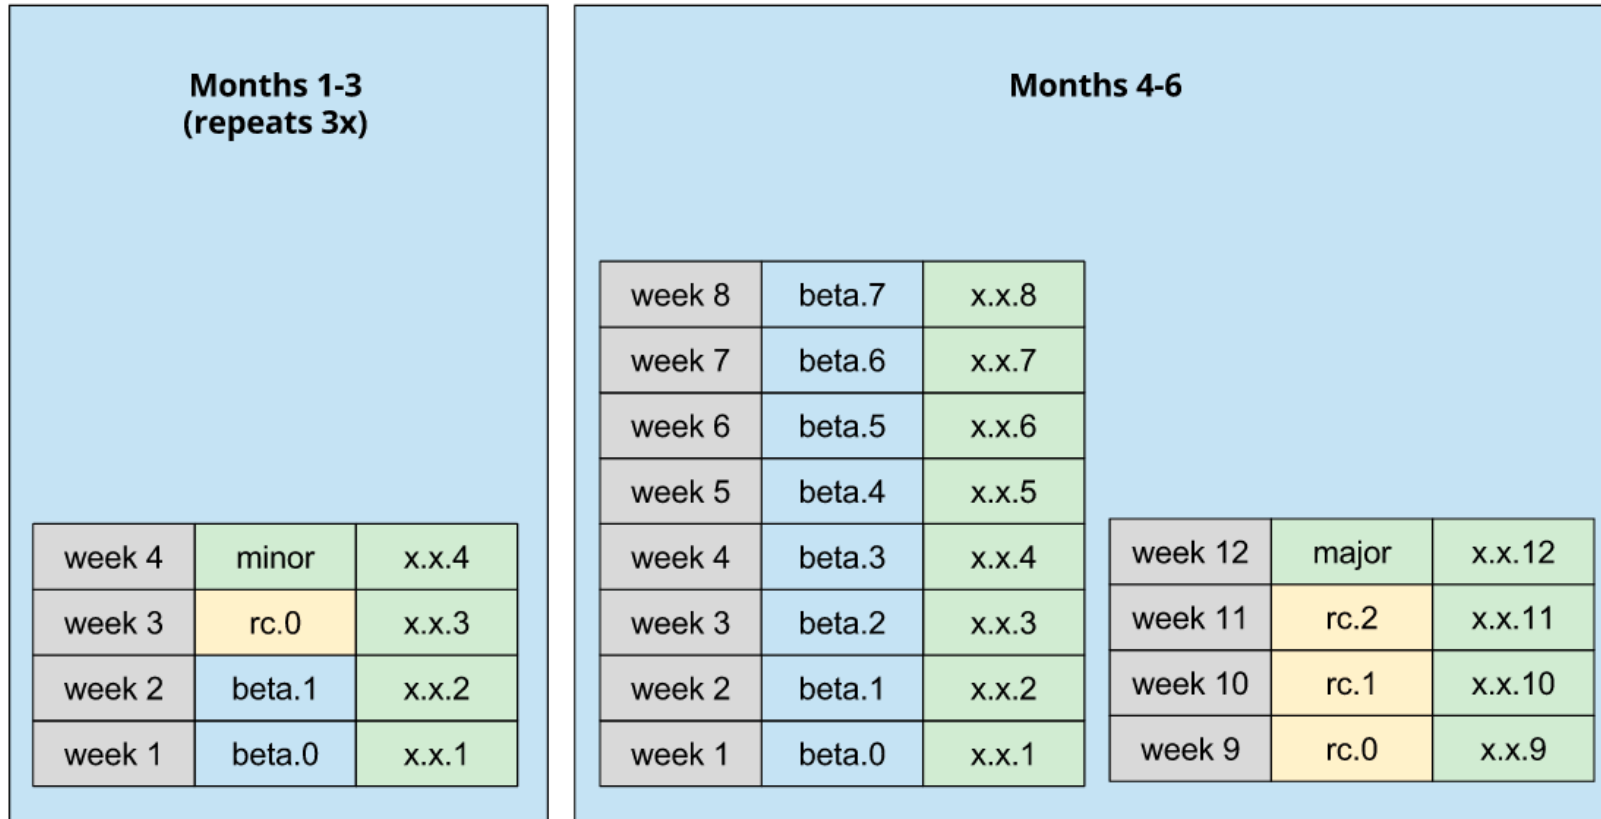 Months 1-3
(repeats 3x)
week 4 minor x.x.4
week 3 rc.0 x.x.3
week 2 beta.1 x.x.2
week 1 beta.0 x.x.1
Months 4-6
week 8 beta.7 x.x.8
week 7 beta.6 x.x.7
week 6 beta.5 x.x.6
week 5 beta.4 x.x.5
week 4 beta.3 x.x.4
week 3 beta.2 x.x.3
week 2 beta.1 x.x.2
week 1 beta.0 x.x.1
week 12 major x.x.12
week 11 rc.2 x.x.11
week 10 rc.1 x.x.10
week 9 rc.0 x.x.9